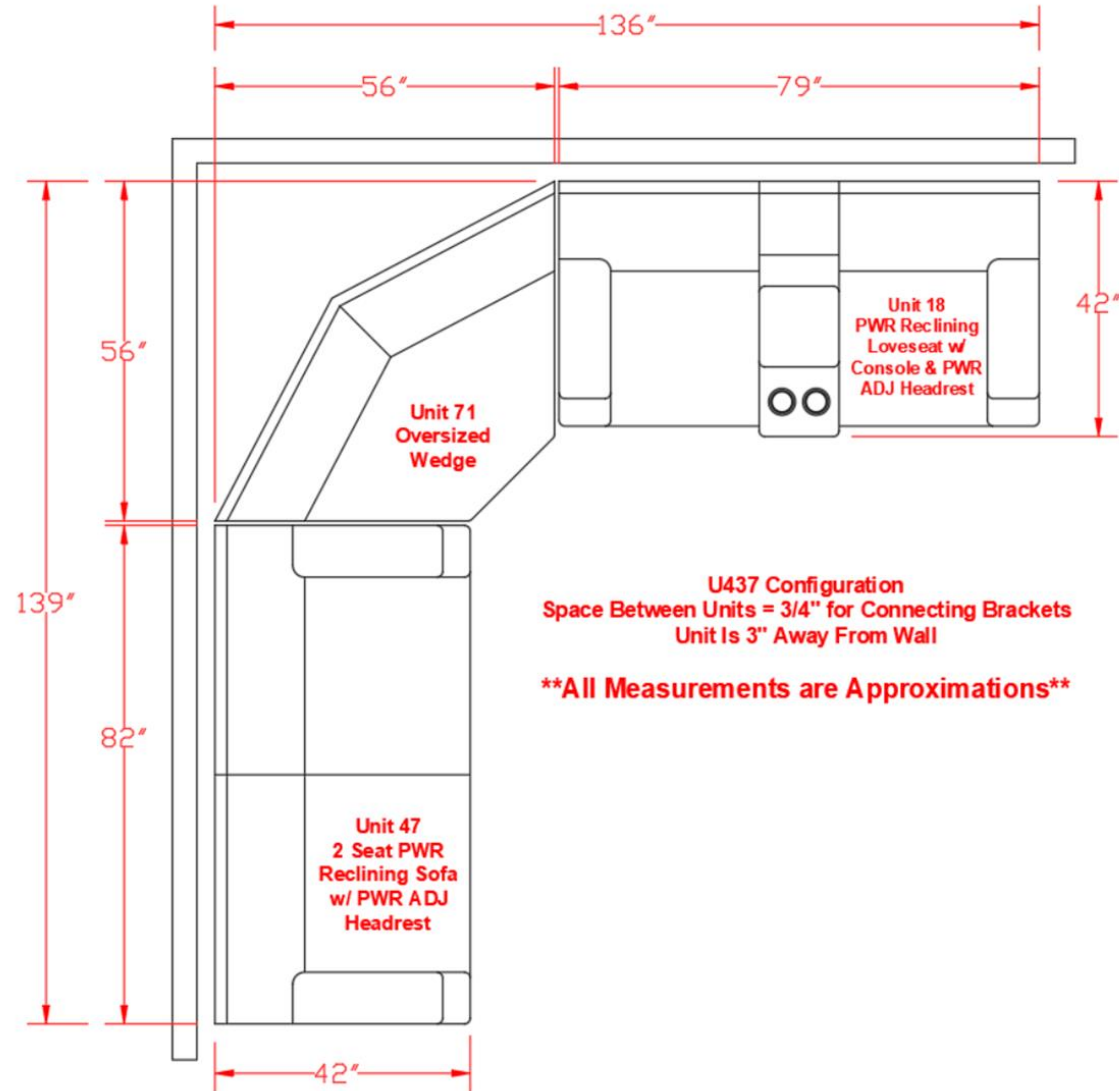 136"
56"
79"
56"
42"
Unit 18
PWR Reclining
Loveseat w/
Console & PWR
ADJ Headrest
Unit 71
Oversized
Wedge
139"
U437 Configuration
Space Between Units = 3/4" for Connecting Brackets
Unit Is 3" Away From Wall
**All Measurements are Approximations**
82"
Unit 47
2 Seat PWR
Reclining Sofa
w/ PWR ADJ
Headrest
42"